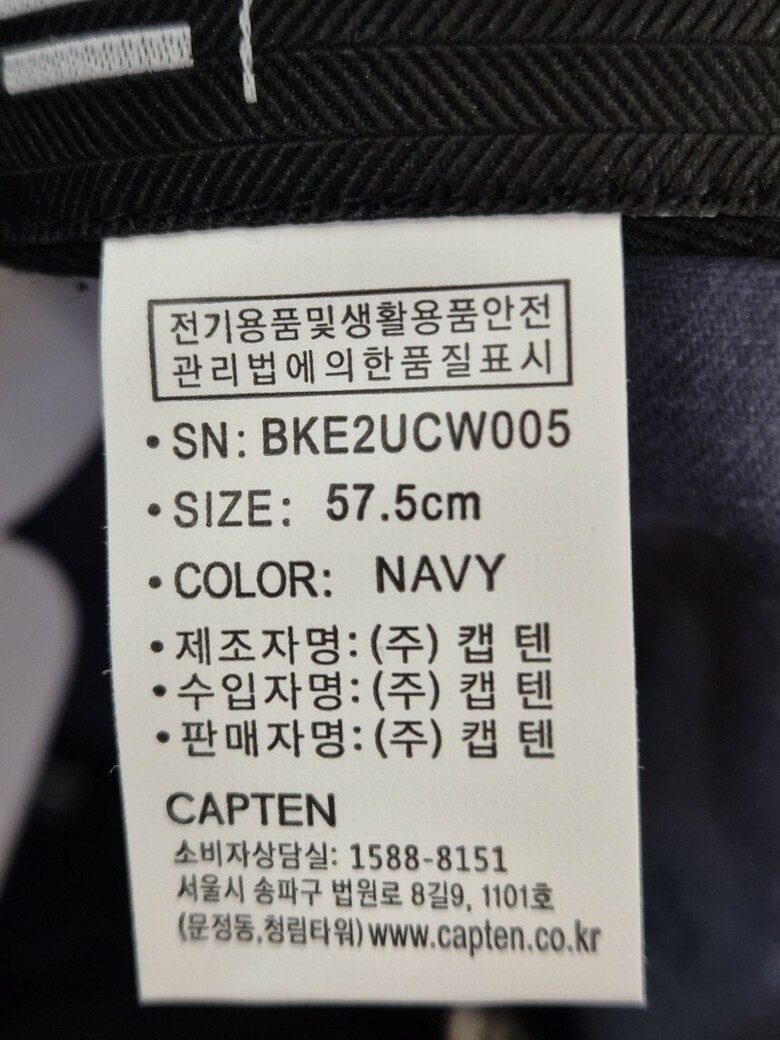 전기용품및생활용품안전
관리법에의한품질표시
• SN: BKE2UCW005
• SIZE: 57.5cm
• COLOR: NAVY
• 제조자명: (주) 캡 텐
• 수입자명: (주) 캡 텐
• 판매자명: (주) 캡 텐
CAPTEN
소비자상담실: 1588-8151
서울시 송파구 법원로 8길9, 1101호
(문정동,청림타워) www.capten.co.kr